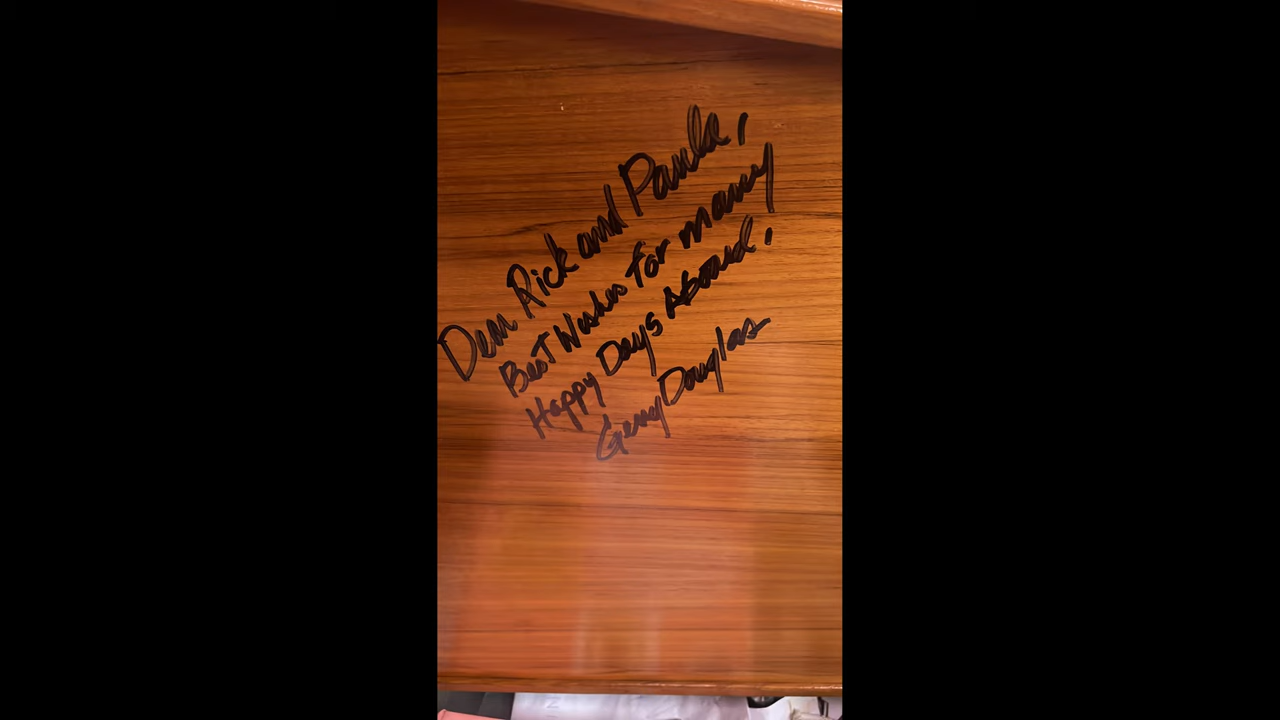 Dear Rick and Paula,
Best Wishes for many
Happy Days Aboard.
Gerry Douglas